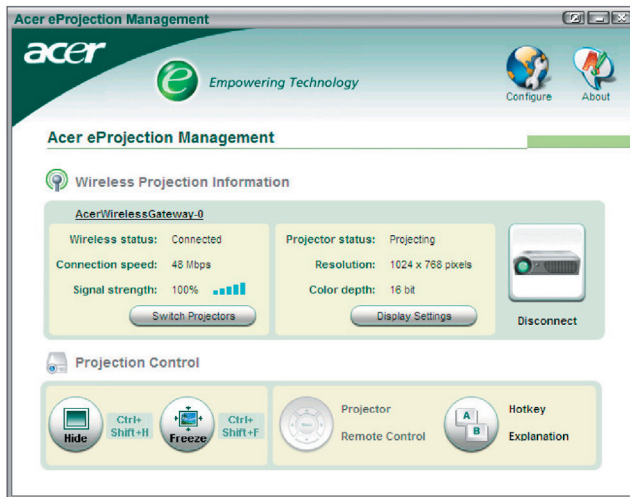 Acer eProjection Management
acer
e Empowering Technology
Configure
About
Acer eProjection Management
Wireless Projection Information
AcerWirelessGateway-0
Wireless status: Connected
Connection speed: 48 Mbps
Signal strength: 100%
Switch Projectors
Projector status: Projecting
Resolution: 1024 x 768 pixels
Color depth: 16 bit
Display Settings
Disconnect
Projection Control
Hide
Ctrl+
Shift+H
Freeze
Ctrl+
Shift+F
Projector
Remote Control
A
B
Hotkey
Explanation